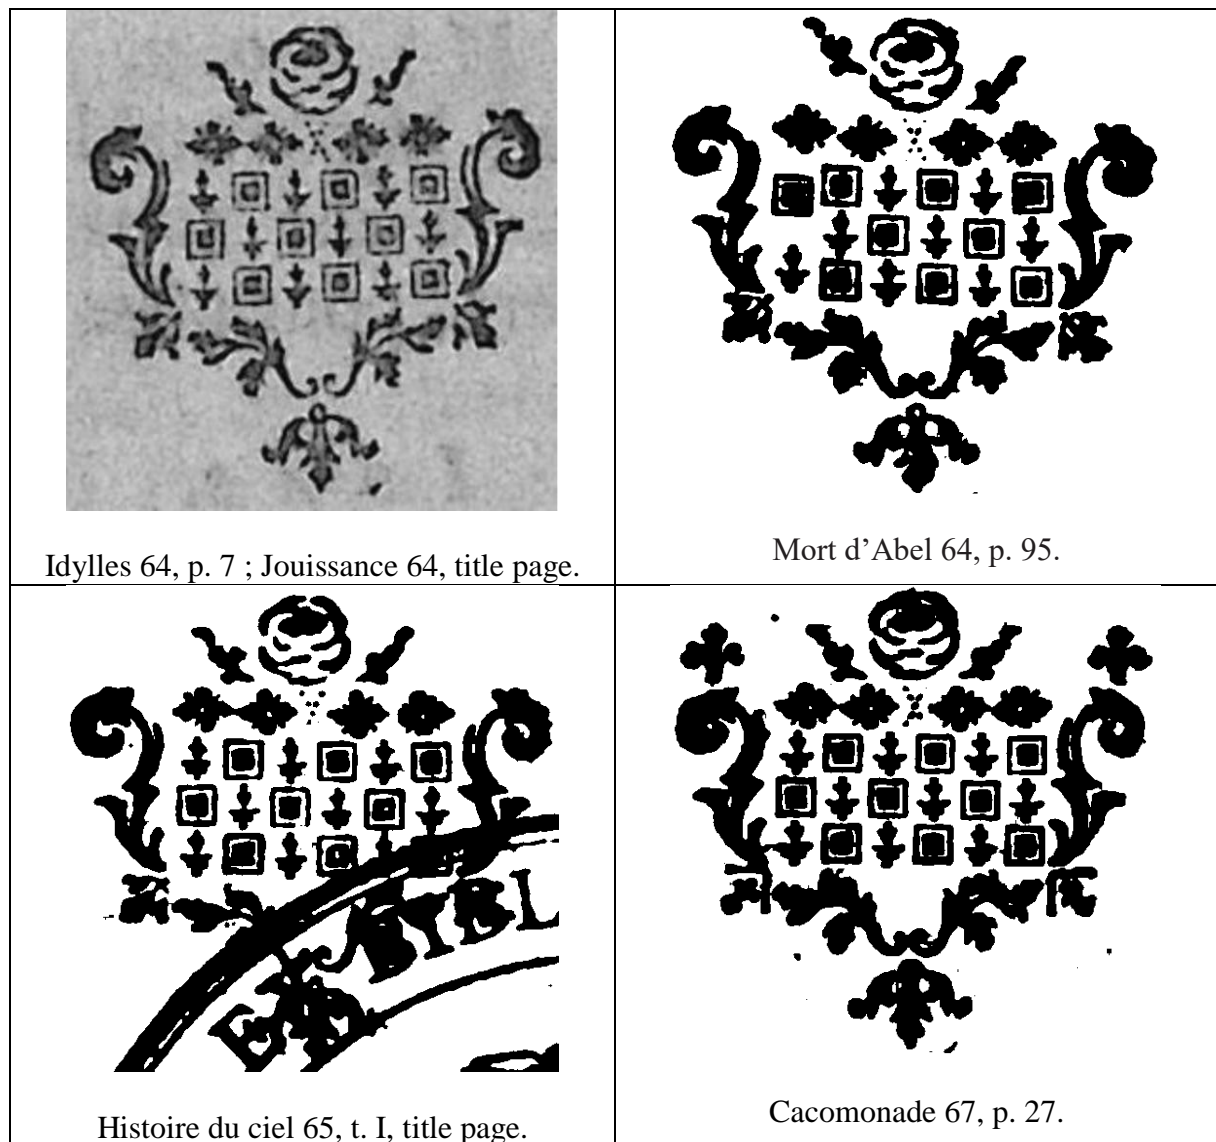 Idylles 64, p. 7 ; Jouissance 64, title page.
Mort d’Abel 64, p. 95.
BIBL
Histoire du ciel 65, t. I, title page.
Cacomonade 67, p. 27.